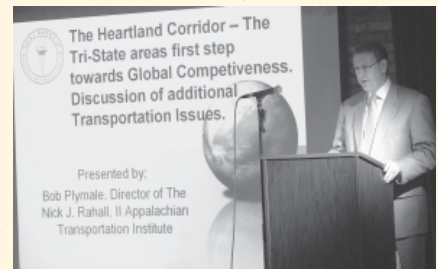 The Heartland Corridor – The
Tri-State areas first step
towards Global Competiveness.
Discussion of additional
Transportation Issues.
Presented by;
Bob Plymale, Director of The
Nick J. Rahall, II Appalachian
Transportation Institute